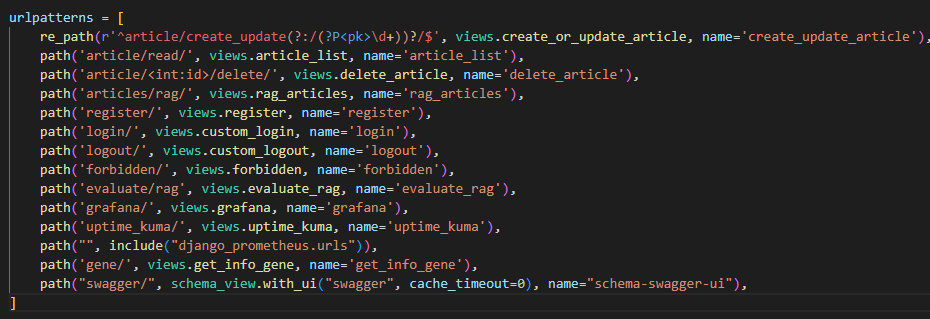 urlpatterns = [
re_path(r'^article/create_update(?:/(?P<pk>\d+))?/$', views.create_or_update_article, name='create_update_article'),
path('article/read/', views.article_list, name='article_list'),
path('article/<int:id>/delete/', views.delete_article, name='delete_article'),
path('articles/rag/', views.rag_articles, name='rag_articles'),
path('register/', views.register, name='register'),
path('login/', views.custom_login, name='login'),
path('logout/', views.custom_logout, name='logout'),
path('forbidden/', views.forbidden, name='forbidden'),
path('evaluate/rag', views.evaluate_rag, name='evaluate_rag'),
path('grafana/', views.grafana, name='grafana'),
path('uptime_kuma/', views.uptime_kuma, name='uptime_kuma'),
path("", include("django_prometheus.urls")),
path('gene/', views.get_info_gene, name='get_info_gene'),
path("swagger/", schema_view.with_ui("swagger", cache_timeout=0), name="schema-swagger-ui"),
]